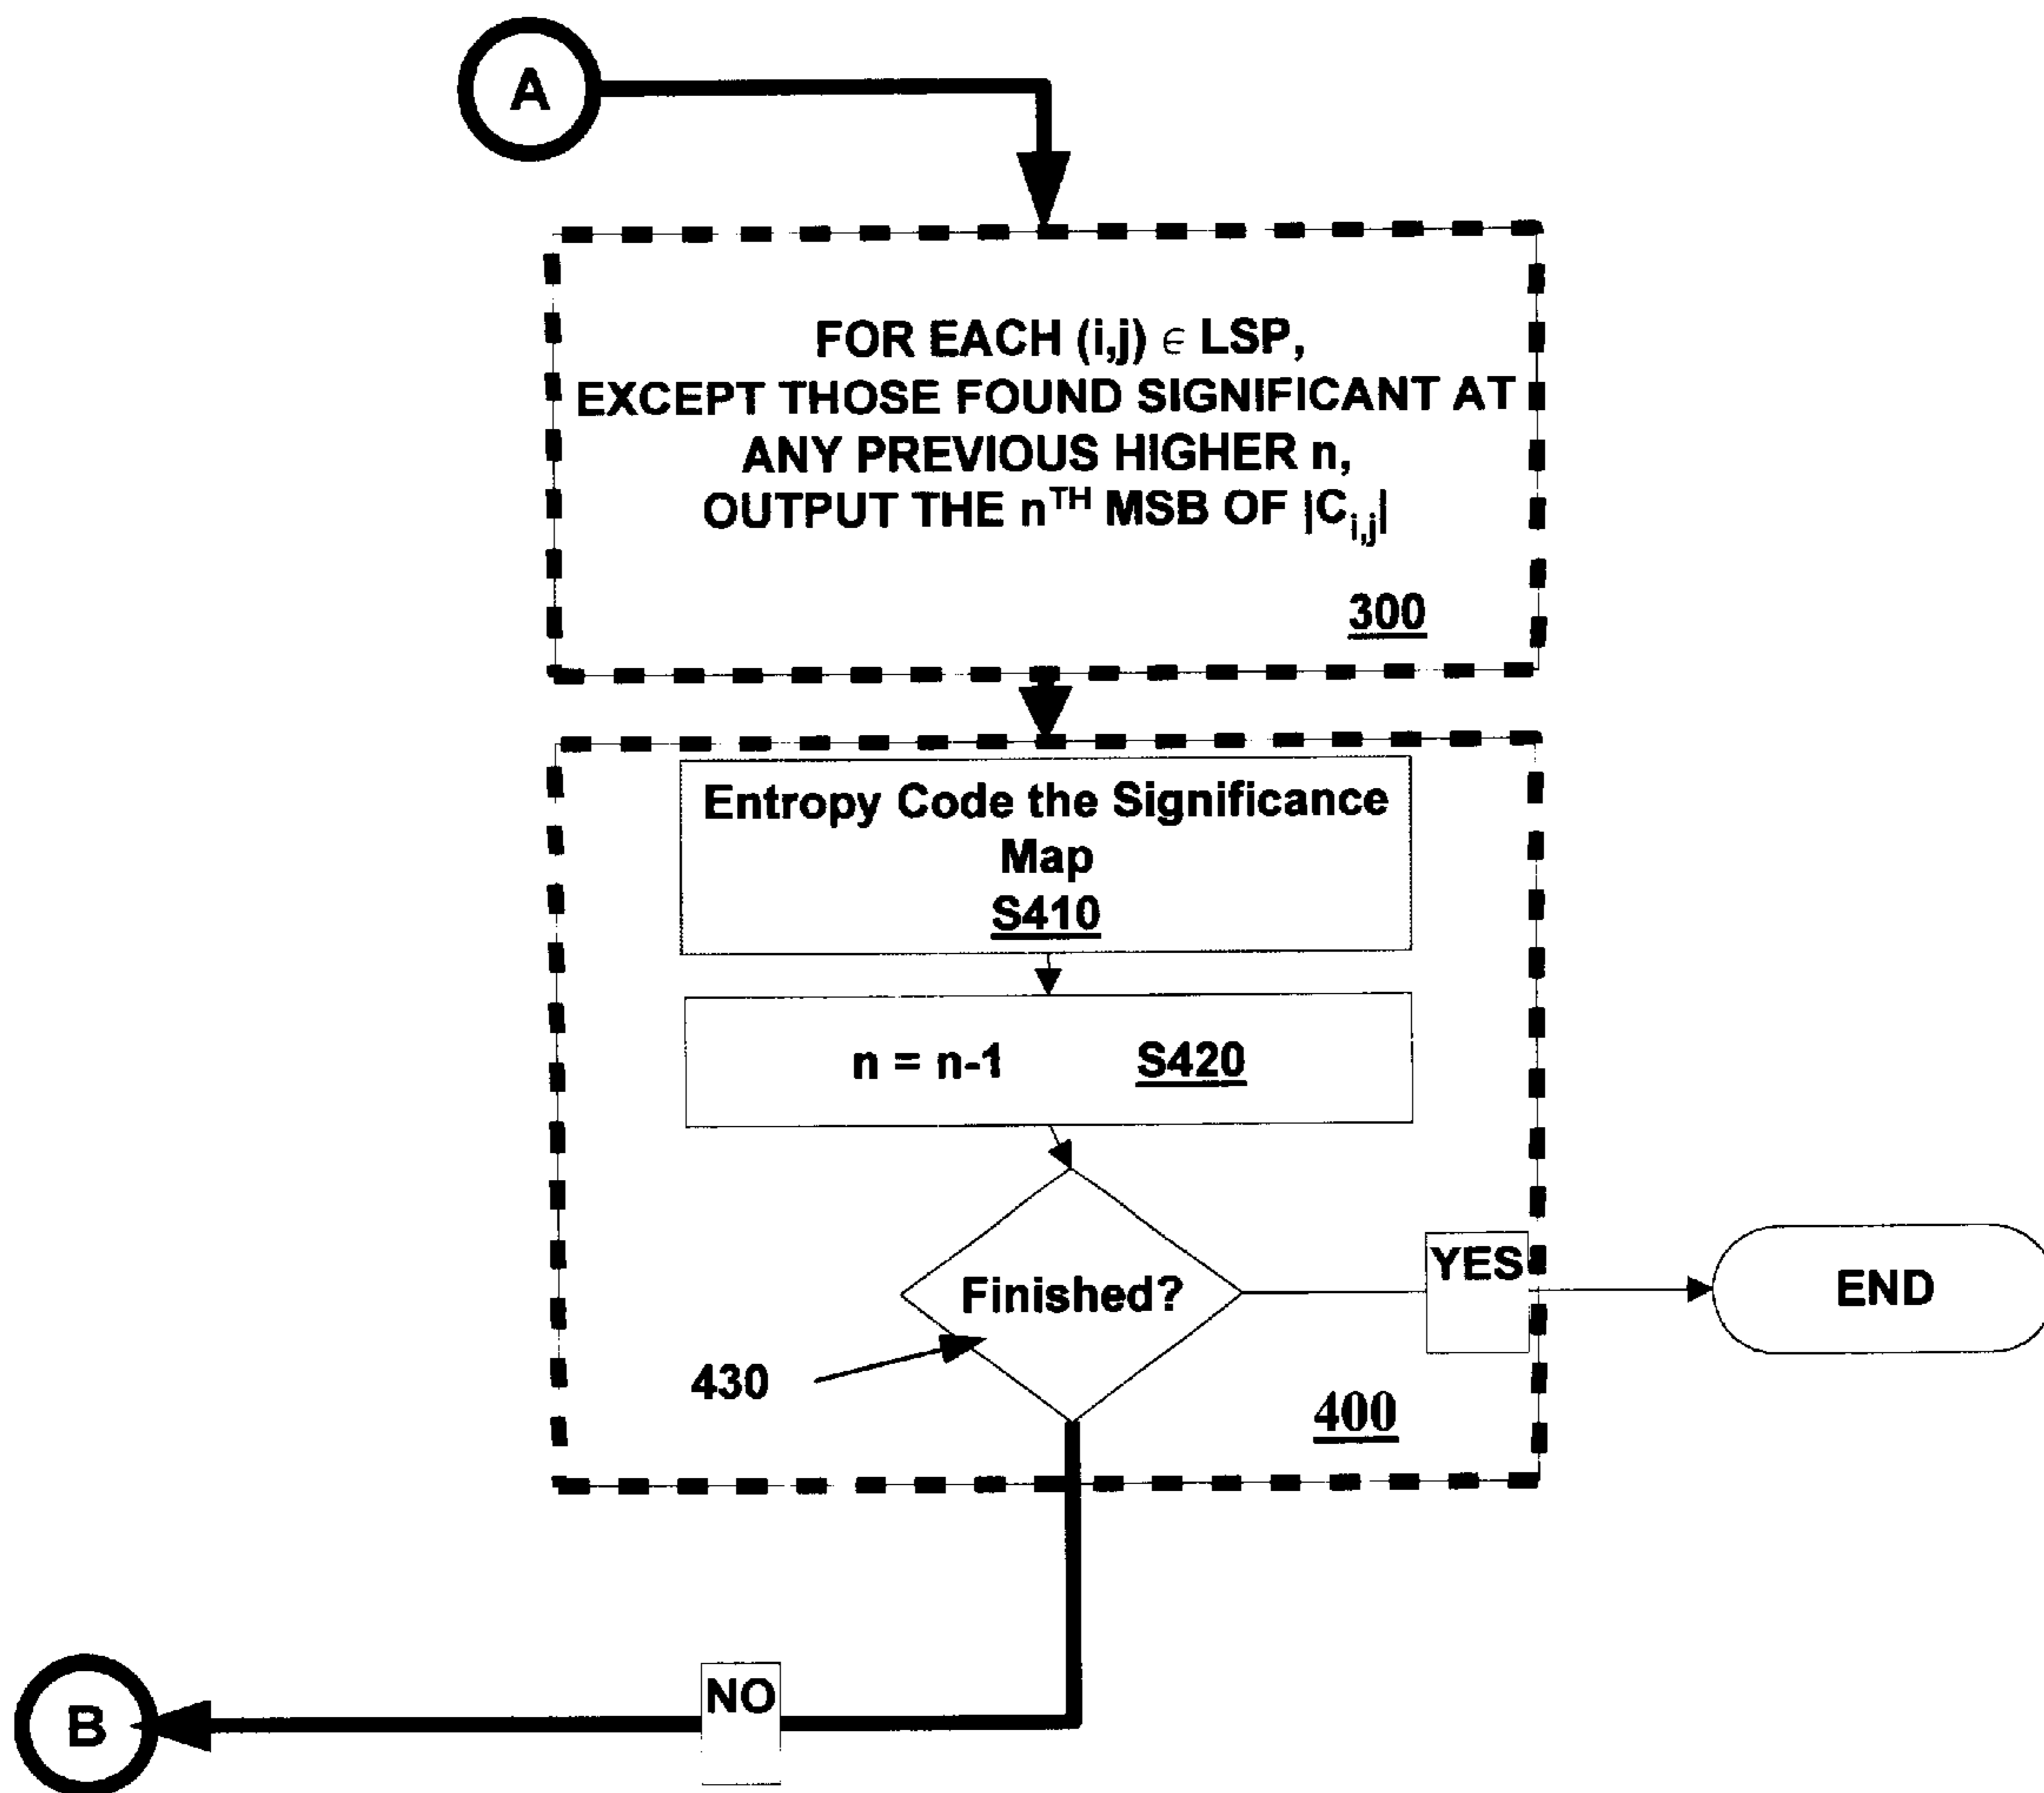 A
FOR EACH (i,j) ∈ LSP,
EXCEPT THOSE FOUND SIGNIFICANT AT
ANY PREVIOUS HIGHER n,
OUTPUT THE nTH MSB OF |Ci,j|
300
Entropy Code the Significance
Map
S410
n = n-1 S420
Finished?
YES
END
430
400
NO
B